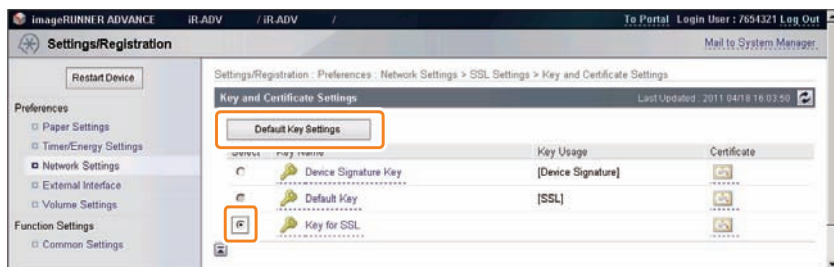 imageRUNNER ADVANCE iR-ADV / iR-ADV / To Portal Login User : 7654321 Log Out
Settings/Registration Mail to System Manager
Restart Device Settings/Registration : Preferences : Network Settings > SSL Settings > Key and Certificate Settings
Key and Certificate Settings Last Updated : 2011 04/18 16:03:50
Preferences
Default Key Settings
Paper Settings
Timer/Energy Settings
Select Key Name Key Usage Certificate
Network Settings Device Signature Key [Device Signature]
External Interface
Default Key [SSL]
Volume Settings
Function Settings Key for SSL
Common Settings